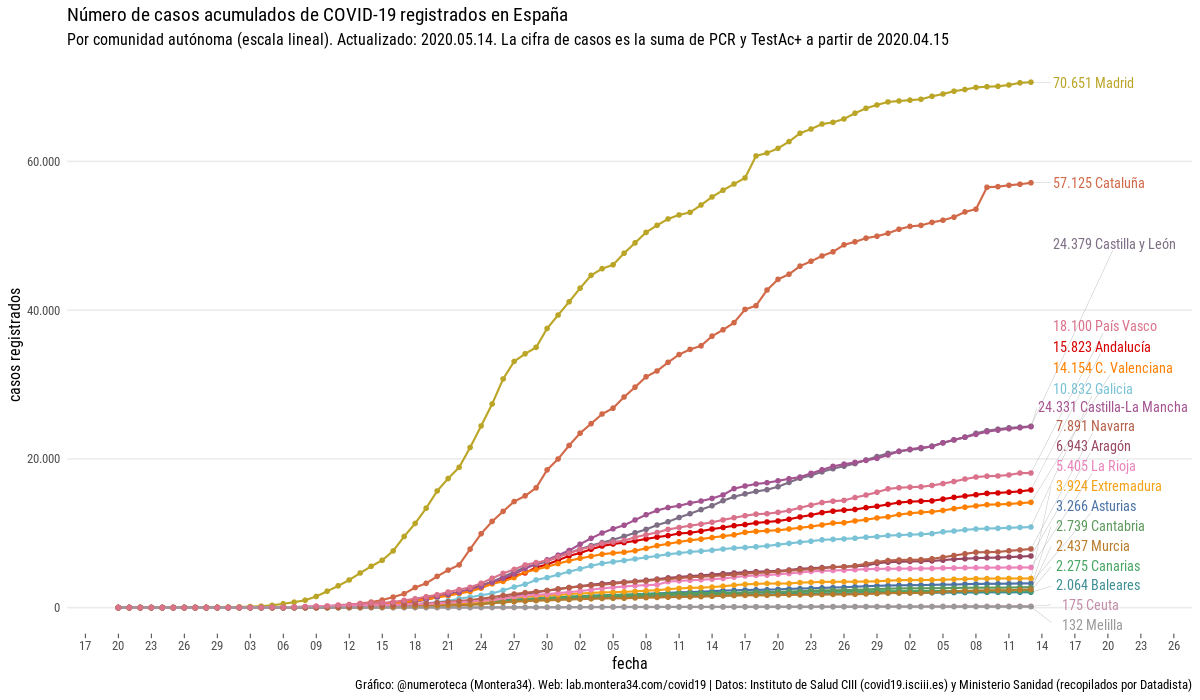 Número de casos acumulados de COVID-19 registrados en España
Por comunidad autónoma (escala lineal). Actualizado: 2020.05.14. La cifra de casos es la suma de PCR y TestAc+ a partir de 2020.04.15
70.651 Madrid
60.000
57.125 Cataluña
24.379 Castilla y León
casos registrados
40.000
18.100 País Vasco
15.823 Andalucía
14.154 C. Valenciana
10.832 Galicia
24.331 Castilla-La Mancha
7.891 Navarra
6.943 Aragón
20.000
5.405 La Rioja
3.924 Extremadura
3.266 Asturias
2.739 Cantabria
2.437 Murcia
2.275 Canarias
2.064 Baleares
0
175 Ceuta
132 Melilla
17 20 23 26 29 03 06 09 12 15 18 21 24 27 30 02 05 08 11 14 17 20 23 26 29 02 05 08 11 14 17 20 23 26
fecha
Gráfico: @numeroteca (Montera34). Web: lab.montera34.com/covid19 | Datos: Instituto de Salud CIII (covid19.isciii.es) y Ministerio Sanidad (recopilados por Datadista)